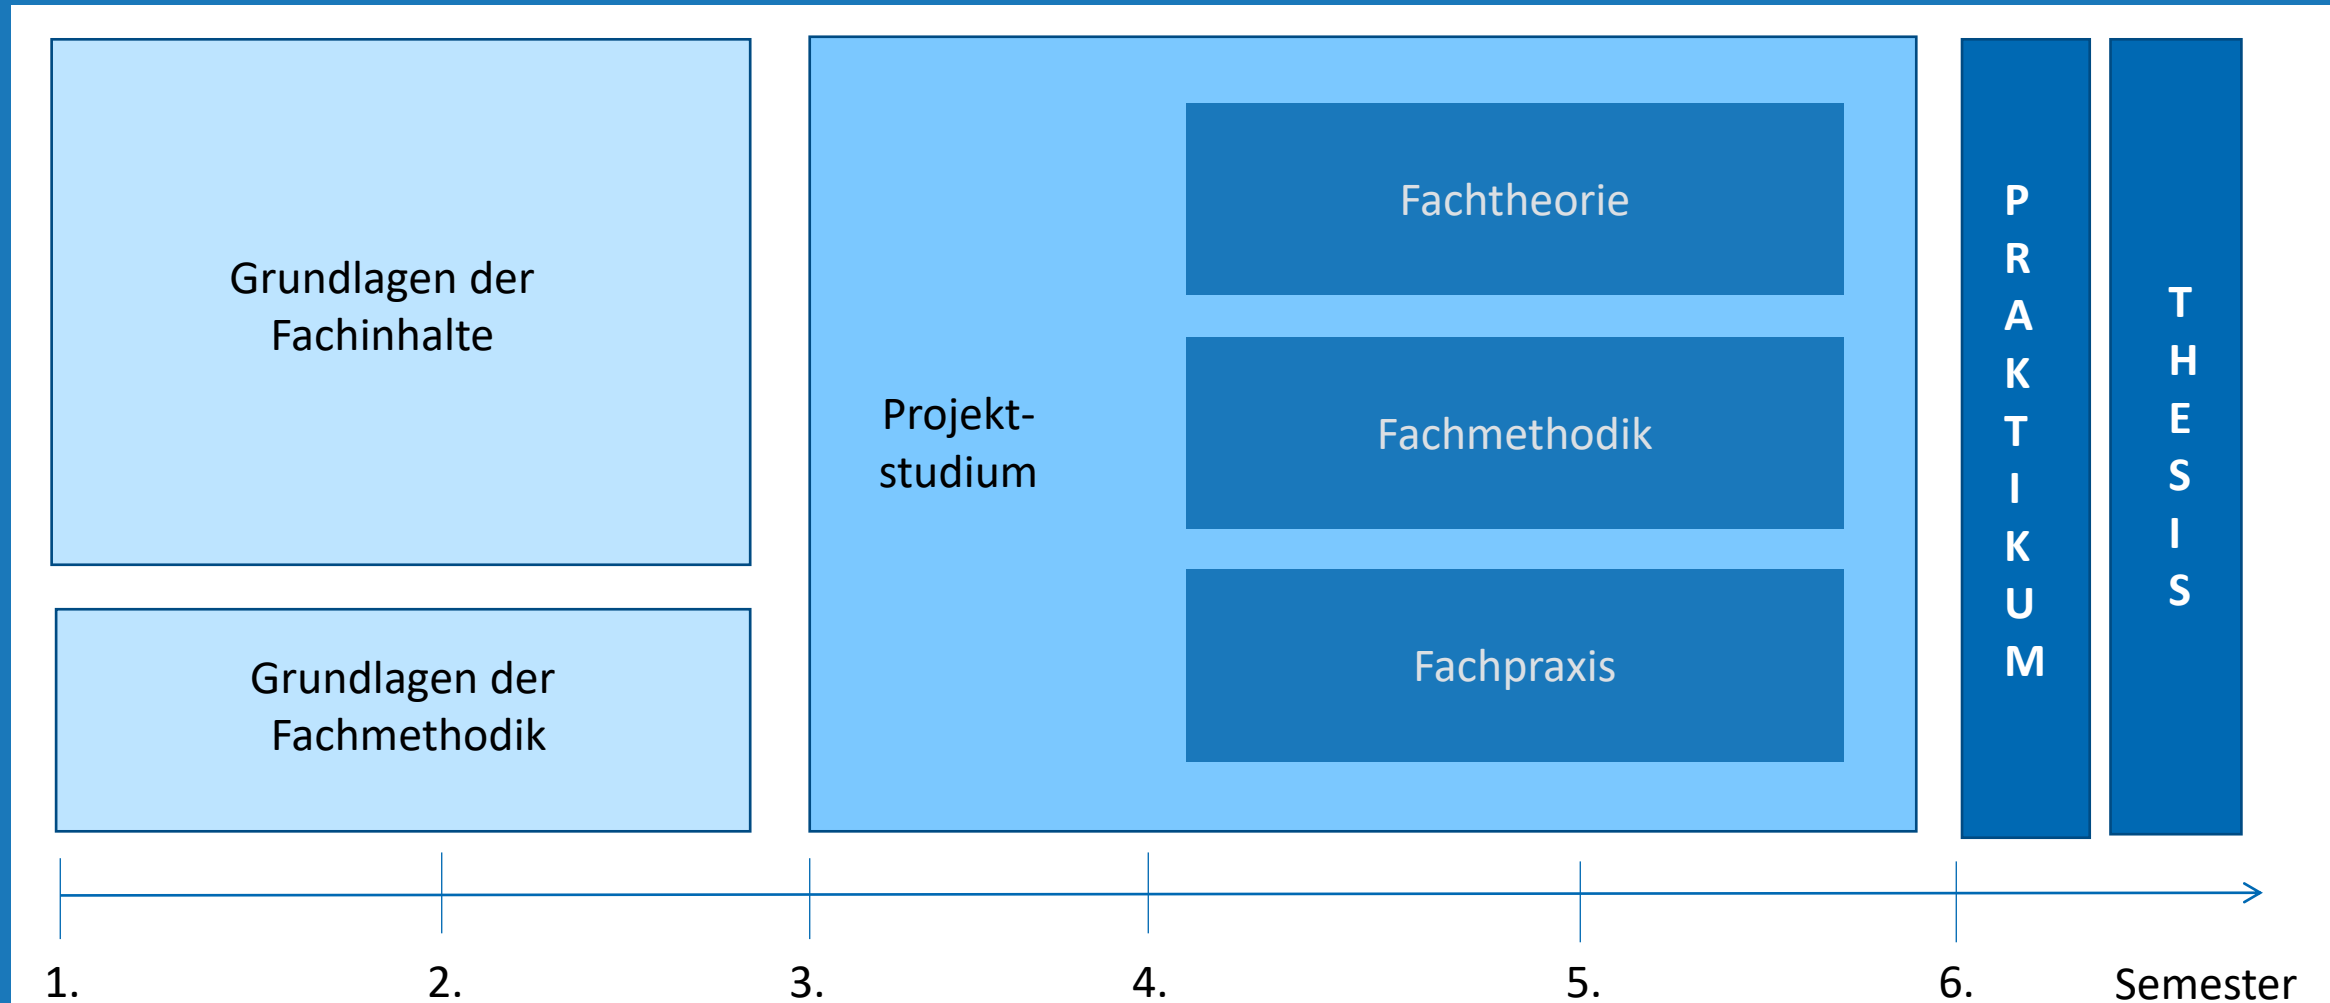 Grundlagen der
Fachinhalte
Grundlagen der
Fachmethodik
Projekt-
studium
Fachtheorie
Fachmethodik
Fachpraxis
P
R
A
K
T
I
K
U
M
T
H
E
S
I
S
1. 2. 3. 4. 5. 6. Semester